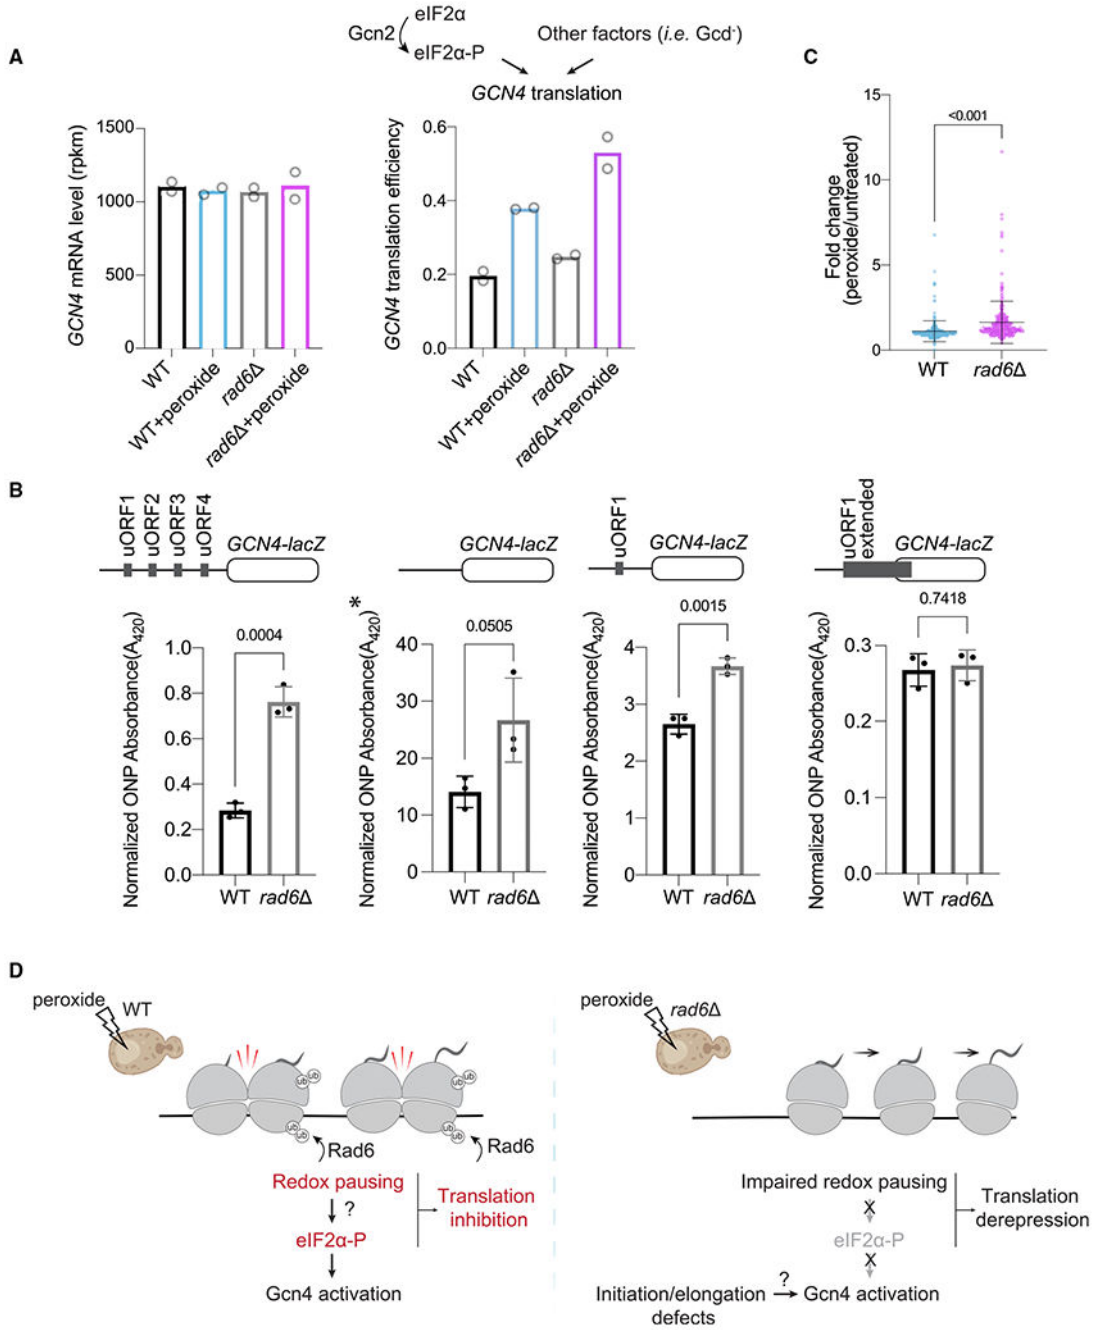 eIF2α
Gcn2
eIF2α-P
Other factors (i.e. Gcd-)
GCN4 translation
A
GCN4 mRNA level (rpkm)
1500
1000
500
0
WT
WT+peroxide
rad6Δ
rad6Δ+peroxide
GCN4 translation efficiency
0.6
0.4
0.2
0.0
WT
WT+peroxide
rad6Δ
rad6Δ+peroxide
C
Fold change
(peroxide/untreated)
15
10
5
0
<0.001
WT
rad6Δ
B
uORF1
uORF2
uORF3
uORF4
GCN4-lacZ
Normalized ONP Absorbance(A420)
1.0
0.8
0.6
0.4
0.2
0.0
0.0004
WT
rad6Δ
GCN4-lacZ
*
Normalized ONP Absorbance(A420)
40
30
20
10
0
0.0505
WT
rad6Δ
uORF1
GCN4-lacZ
Normalized ONP Absorbance(A420)
4
3
2
1
0
0.0015
WT
rad6Δ
uORF1
extended
GCN4-lacZ
Normalized ONP Absorbance(A420)
0.3
0.2
0.1
0.0
0.7418
WT
rad6Δ
D
peroxide
WT
ub
ub
ub
ub
Rad6
ub
ub
ub
ub
Rad6
Redox pausing
?
eIF2α-P
Gcn4 activation
Translation
inhibition
peroxide
rad6Δ
Impaired redox pausing
X
eIF2α-P
X
Translation
derepression
Initiation/elongation
defects
?
Gcn4 activation